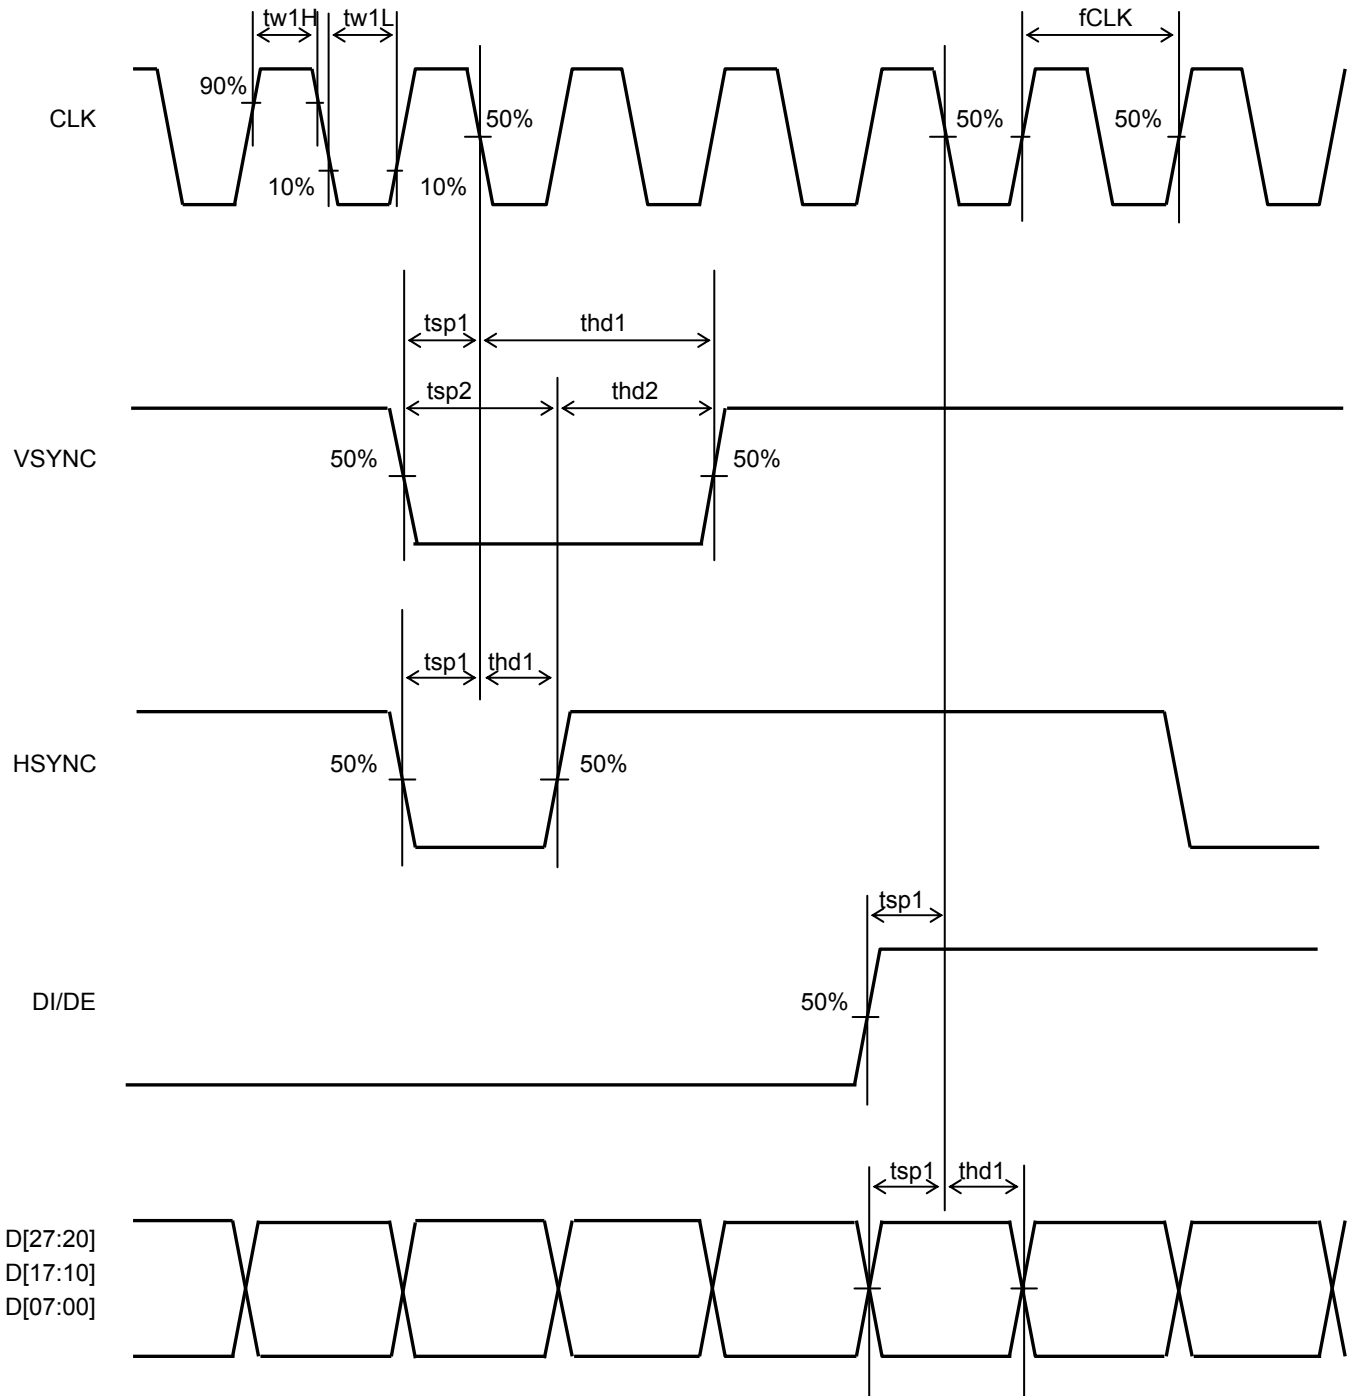 tw1H tw1L fCLK
90%
CLK 50% 50% 50%
10% 10%
tsp1 thd1
tsp2 thd2
VSYNC 50% 50%
tsp1 thd1
HSYNC 50% 50%
tsp1
DI/DE 50%
tsp1 thd1
D[27:20]
D[17:10]
D[07:00]